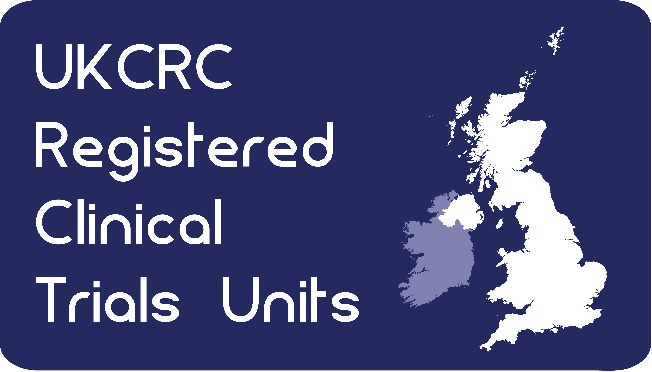 UKCRC
Registered
Clinical
Trials Units